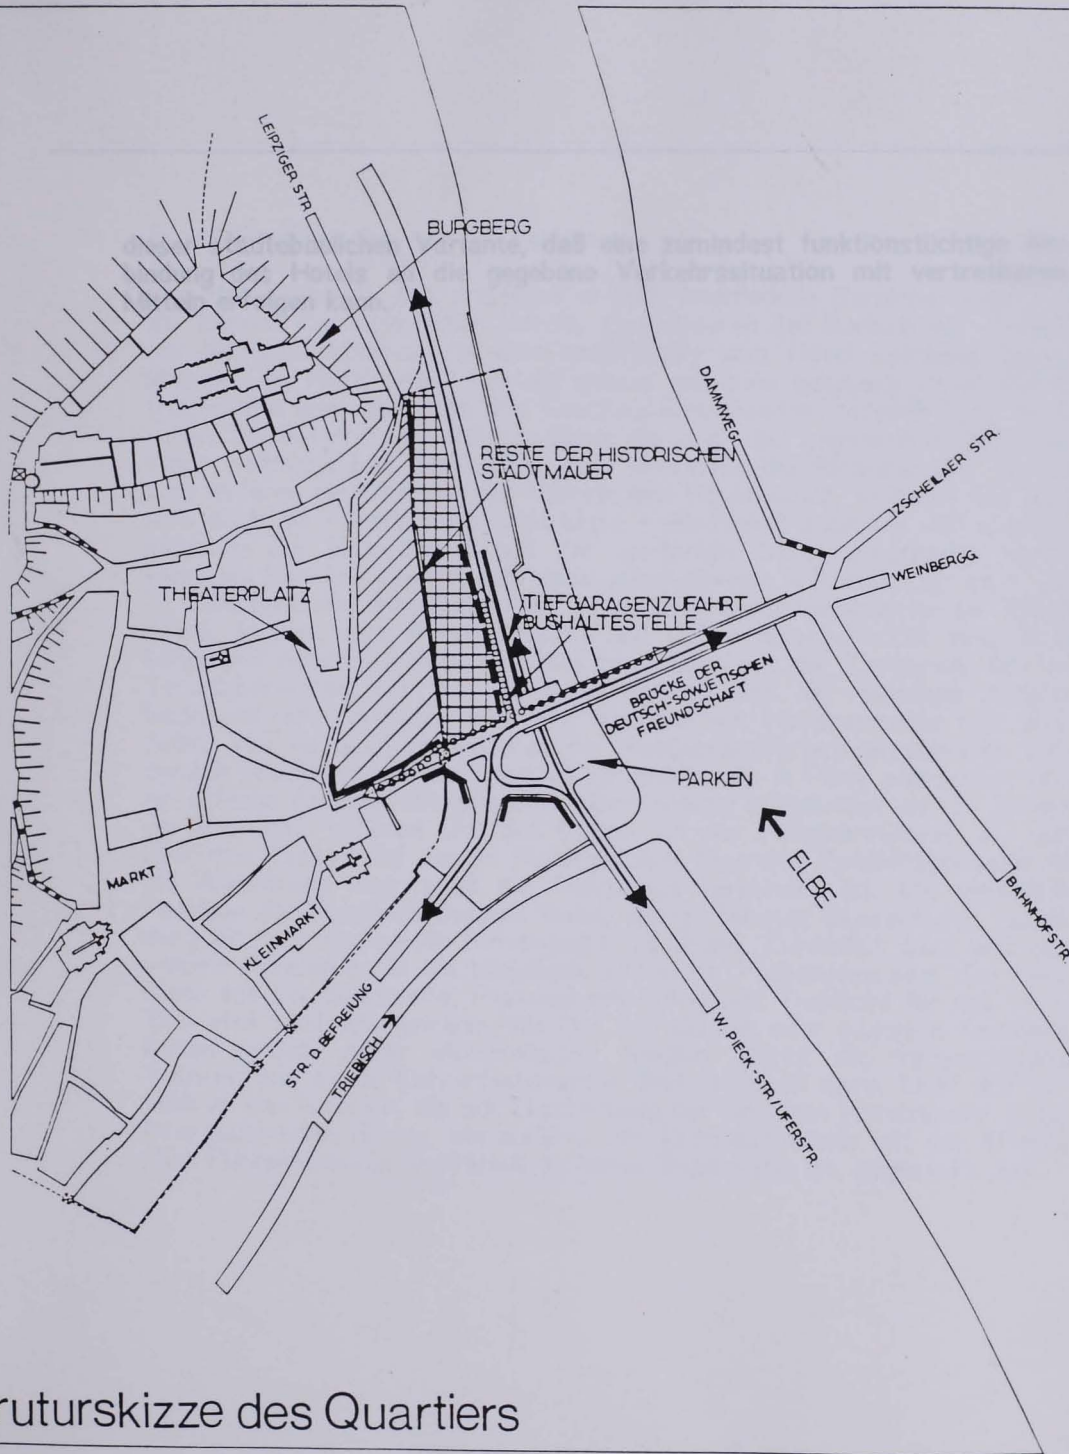 LEIPZIGER STR
BURGBERG
DAMMWEG
RESTE DER HISTORISCHEN
STADTMAUER
ZSCHEILAER STR.
WEINBERGG
THEATERPLATZ
TIEFGARAGENZUFAHRT
BUSHALTESTELLE
BRÜCKE DER
DEUTSCH-SOWJETISCHEN
FREUNDSCHAFT
PARKEN
ELBE
MARKT
KLEINMARKT
BAHNHOFSTR.
STR. D. BEFREIUNG
TRIEBISCH
W. PIECK-STR/UFERSTR.
ruturskizze des Quartiers